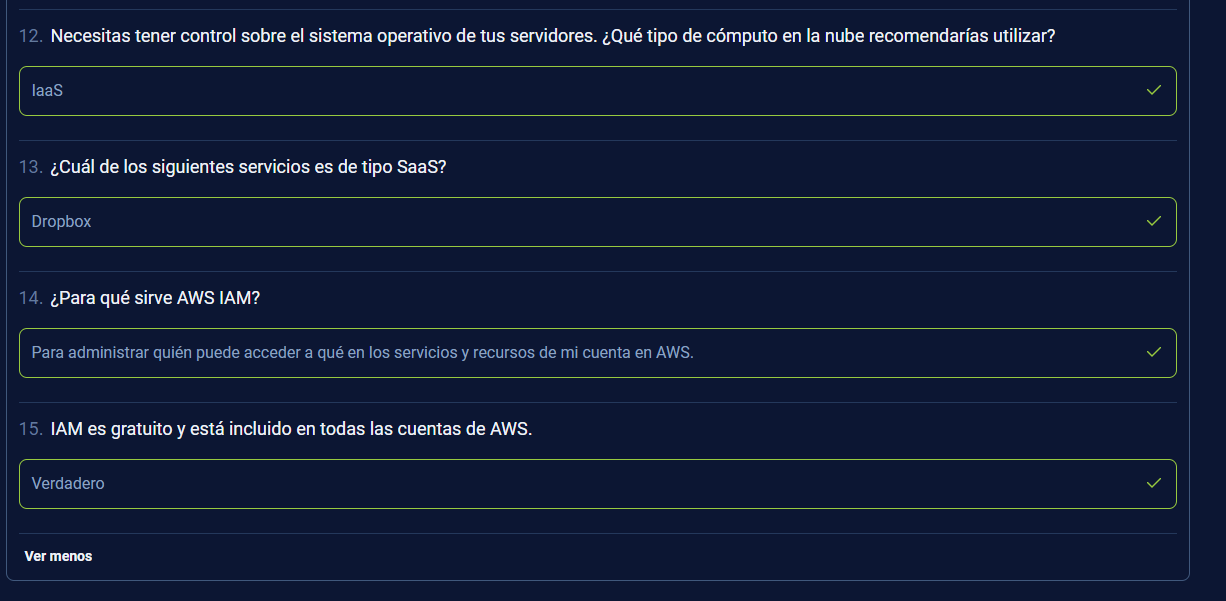 12. Necesitas tener control sobre el sistema operativo de tus servidores. ¿Qué tipo de cómputo en la nube recomendarías utilizar?
IaaS
13. ¿Cuál de los siguientes servicios es de tipo SaaS?
Dropbox
14. ¿Para qué sirve AWS IAM?
Para administrar quién puede acceder a qué en los servicios y recursos de mi cuenta en AWS.
15. IAM es gratuito y está incluido en todas las cuentas de AWS.
Verdadero
Ver menos